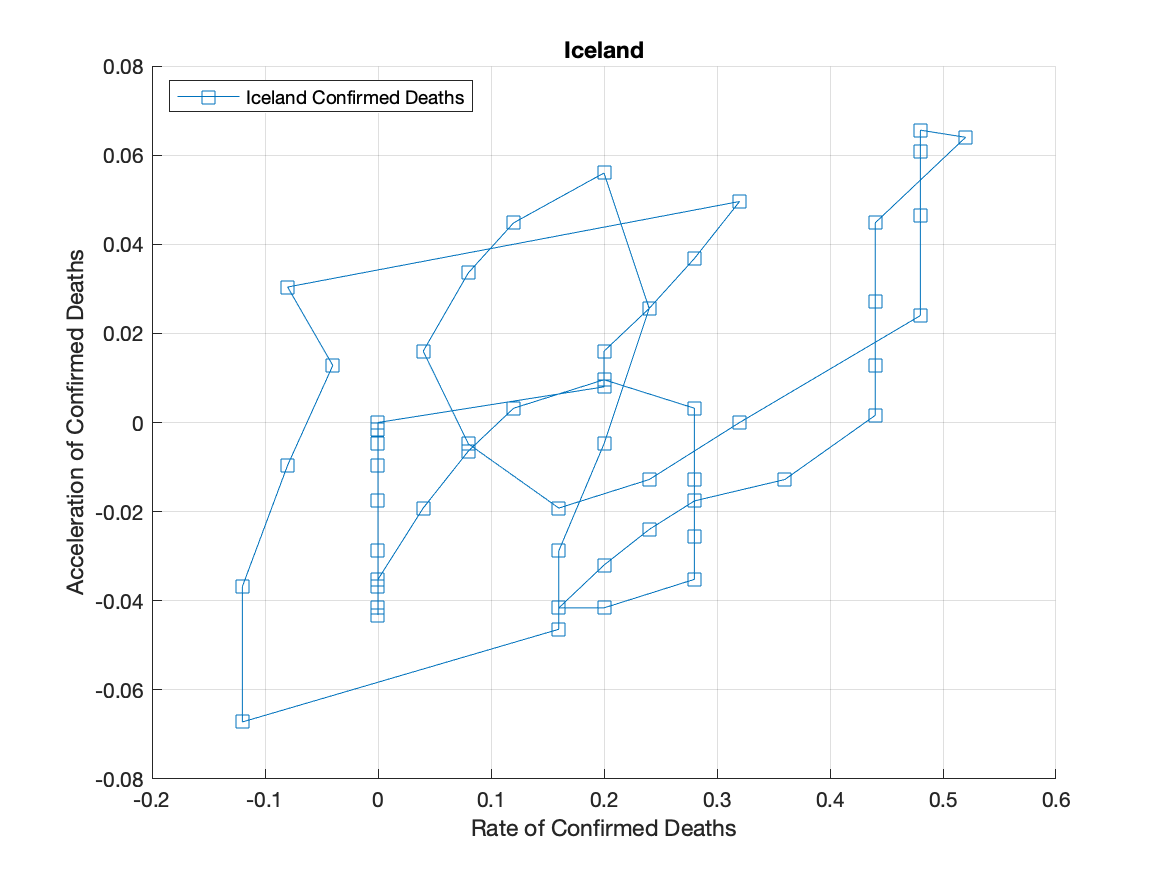 Iceland
Iceland Confirmed Deaths
0.08
0.06
0.04
0.02
0
-0.02
-0.04
-0.06
-0.08
Acceleration of Confirmed Deaths
-0.2 -0.1 0 0.1 0.2 0.3 0.4 0.5 0.6
Rate of Confirmed Deaths